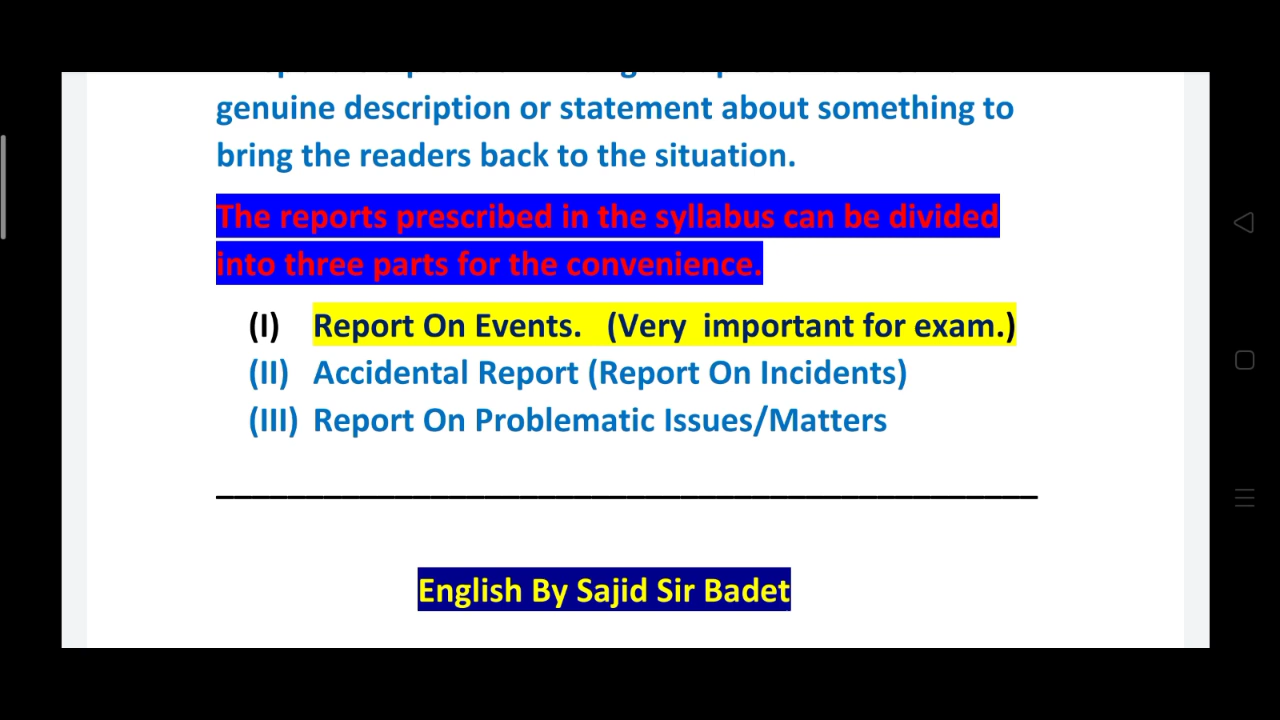 genuine description or statement about something to
bring the readers back to the situation.
The reports prescribed in the syllabus can be divided
into three parts for the convenience.
(I) Report On Events. (Very important for exam.)
(II) Accidental Report (Report On Incidents)
(III) Report On Problematic Issues/Matters
English By Sajid Sir Badet